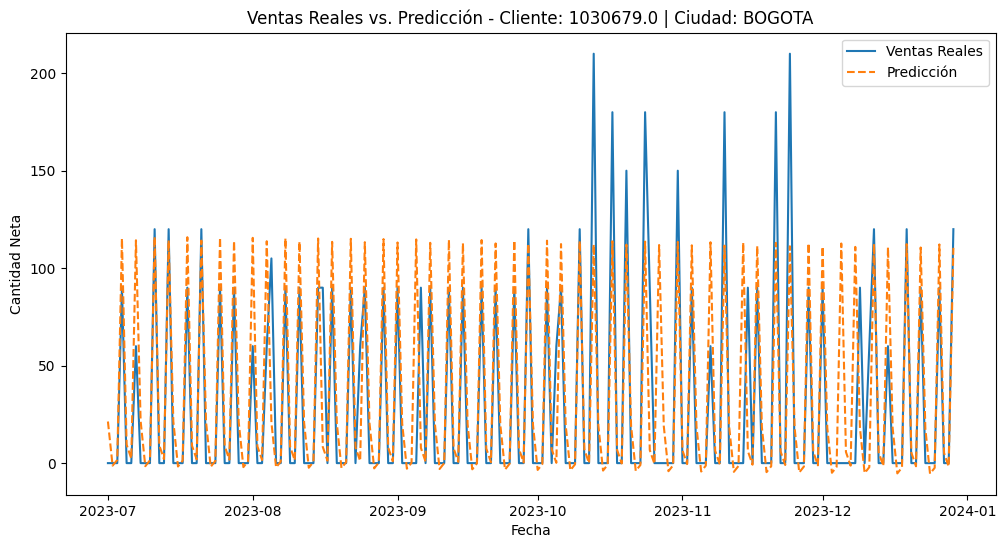 Ventas Reales vs. Predicción - Cliente: 1030679.0 | Ciudad: BOGOTA
Ventas Reales
Predicción
Cantidad Neta
200
150
100
50
0
2023-07
2023-08
2023-09
2023-10
2023-11
2023-12
2024-01
Fecha